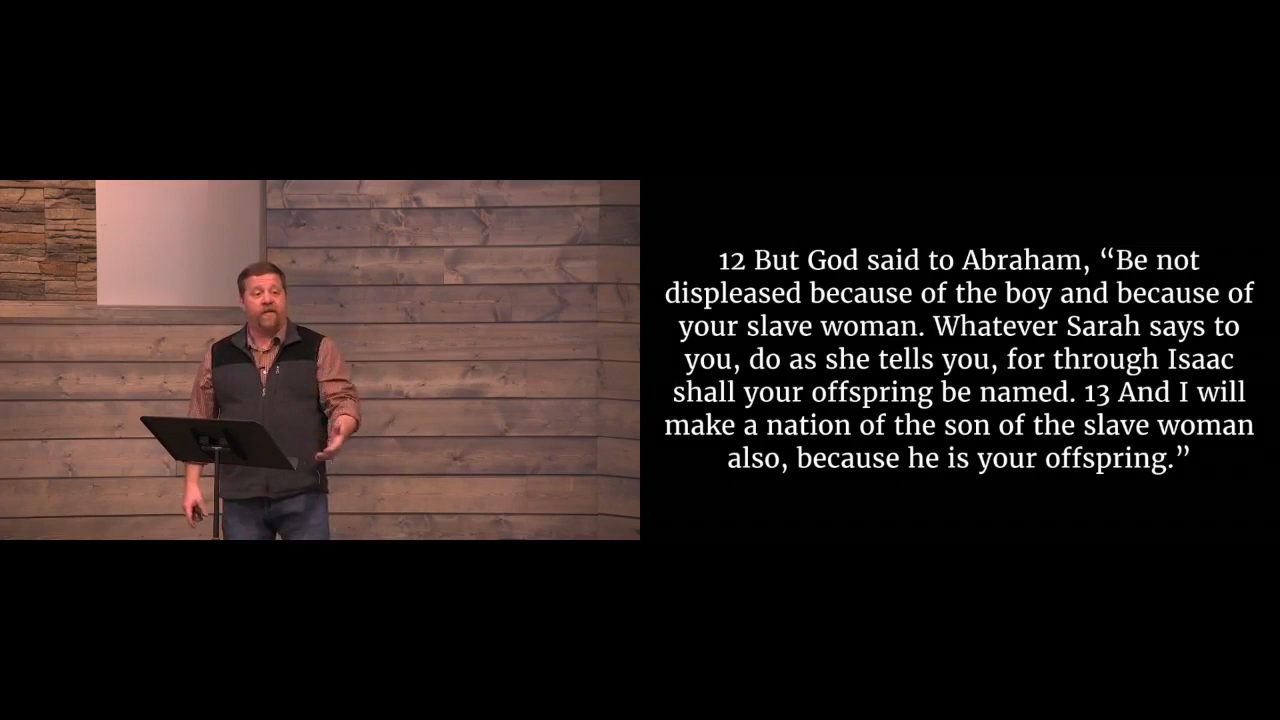 12 But God said to Abraham, “Be not
displeased because of the boy and because of
your slave woman. Whatever Sarah says to
you, do as she tells you, for through Isaac
shall your offspring be named. 13 And I will
make a nation of the son of the slave woman
also, because he is your offspring.”